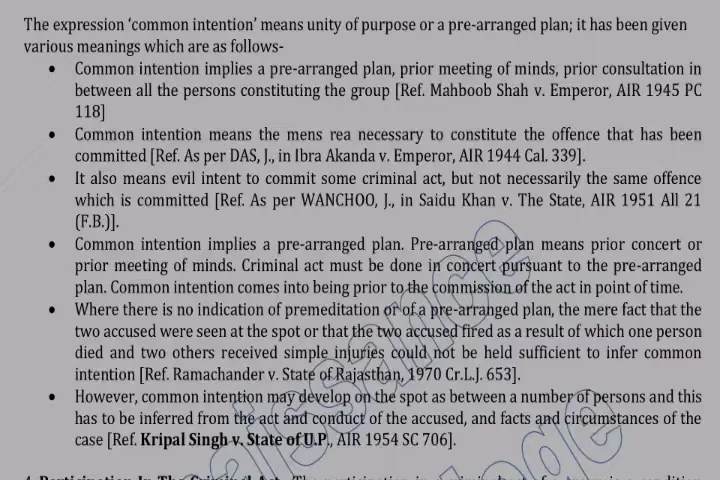 The expression ‘common intention’ means unity of purpose or a pre-arranged plan; it has been given
various meanings which are as follows-
• Common intention implies a pre-arranged plan, prior meeting of minds, prior consultation in
between all the persons constituting the group [Ref. Mahboob Shah v. Emperor, AIR 1945 PC
118]
• Common intention means the mens rea necessary to constitute the offence that has been
committed [Ref. As per DAS, J., in Ibra Akanda v. Emperor, AIR 1944 Cal. 339].
• It also means evil intent to commit some criminal act, but not necessarily the same offence
which is committed [Ref. As per WANCHOO, J., in Saidu Khan v. The State, AIR 1951 All 21
(F.B.)].
• Common intention implies a pre-arranged plan. Pre-arranged plan means prior concert or
prior meeting of minds. Criminal act must be done in concert pursuant to the pre-arranged
plan. Common intention comes into being prior to the commission of the act in point of time.
• Where there is no indication of premeditation or of a pre-arranged plan, the mere fact that the
two accused were seen at the spot or that the two accused fired as a result of which one person
died and two others received simple injuries could not be held sufficient to infer common
intention [Ref. Ramachander v. State of Rajasthan, 1970 Cr.L.J. 653].
• However, common intention may develop on the spot as between a number of persons and this
has to be inferred from the act and conduct of the accused, and facts and circumstances of the
case [Ref. Kripal Singh v. State of U.P., AIR 1954 SC 706].